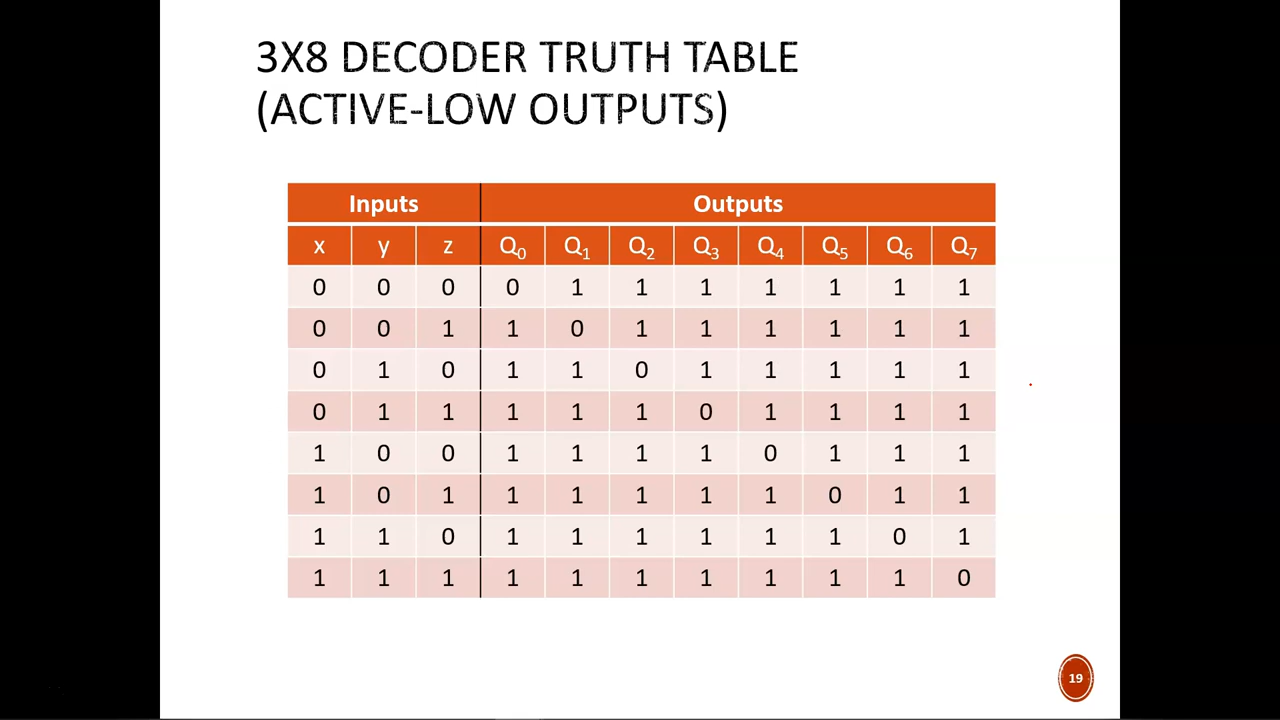 3X8 DECODER TRUTH TABLE
(ACTIVE-LOW OUTPUTS)
Inputs Outputs
x y z Q0 Q1 Q2 Q3 Q4 Q5 Q6 Q7
0 0 0 0 1 1 1 1 1 1 1
0 0 1 1 0 1 1 1 1 1 1
0 1 0 1 1 0 1 1 1 1 1
0 1 1 1 1 1 0 1 1 1 1
1 0 0 1 1 1 1 0 1 1 1
1 0 1 1 1 1 1 1 0 1 1
1 1 0 1 1 1 1 1 1 0 1
1 1 1 1 1 1 1 1 1 1 0
19